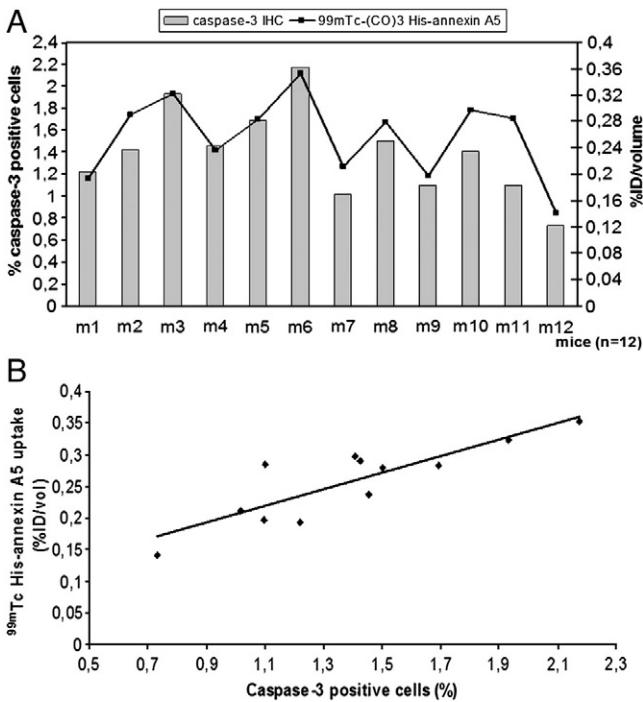 A
caspase-3 IHC
99mTc-(CO)3 His-annexin A5
% caspase-3 positive cells
2,4
2,2
2
1,8
1,6
1,4
1,2
1
0,8
0,6
0,4
0,2
0
0,4
0,36
0,32
0,28
0,24
0,2
0,16
0,12
0,08
0,04
0
%ID/volume
m1 m2 m3 m4 m5 m6 m7 m8 m9 m10 m11 m12
mice (n=12)
B
99mTc His-annexin A5 uptake
(%ID/vol)
0,4
0,35
0,3
0,25
0,2
0,15
0,1
0,05
0
0,5 0,7 0,9 1,1 1,3 1,5 1,7 1,9 2,1 2,3
Caspase-3 positive cells (%)